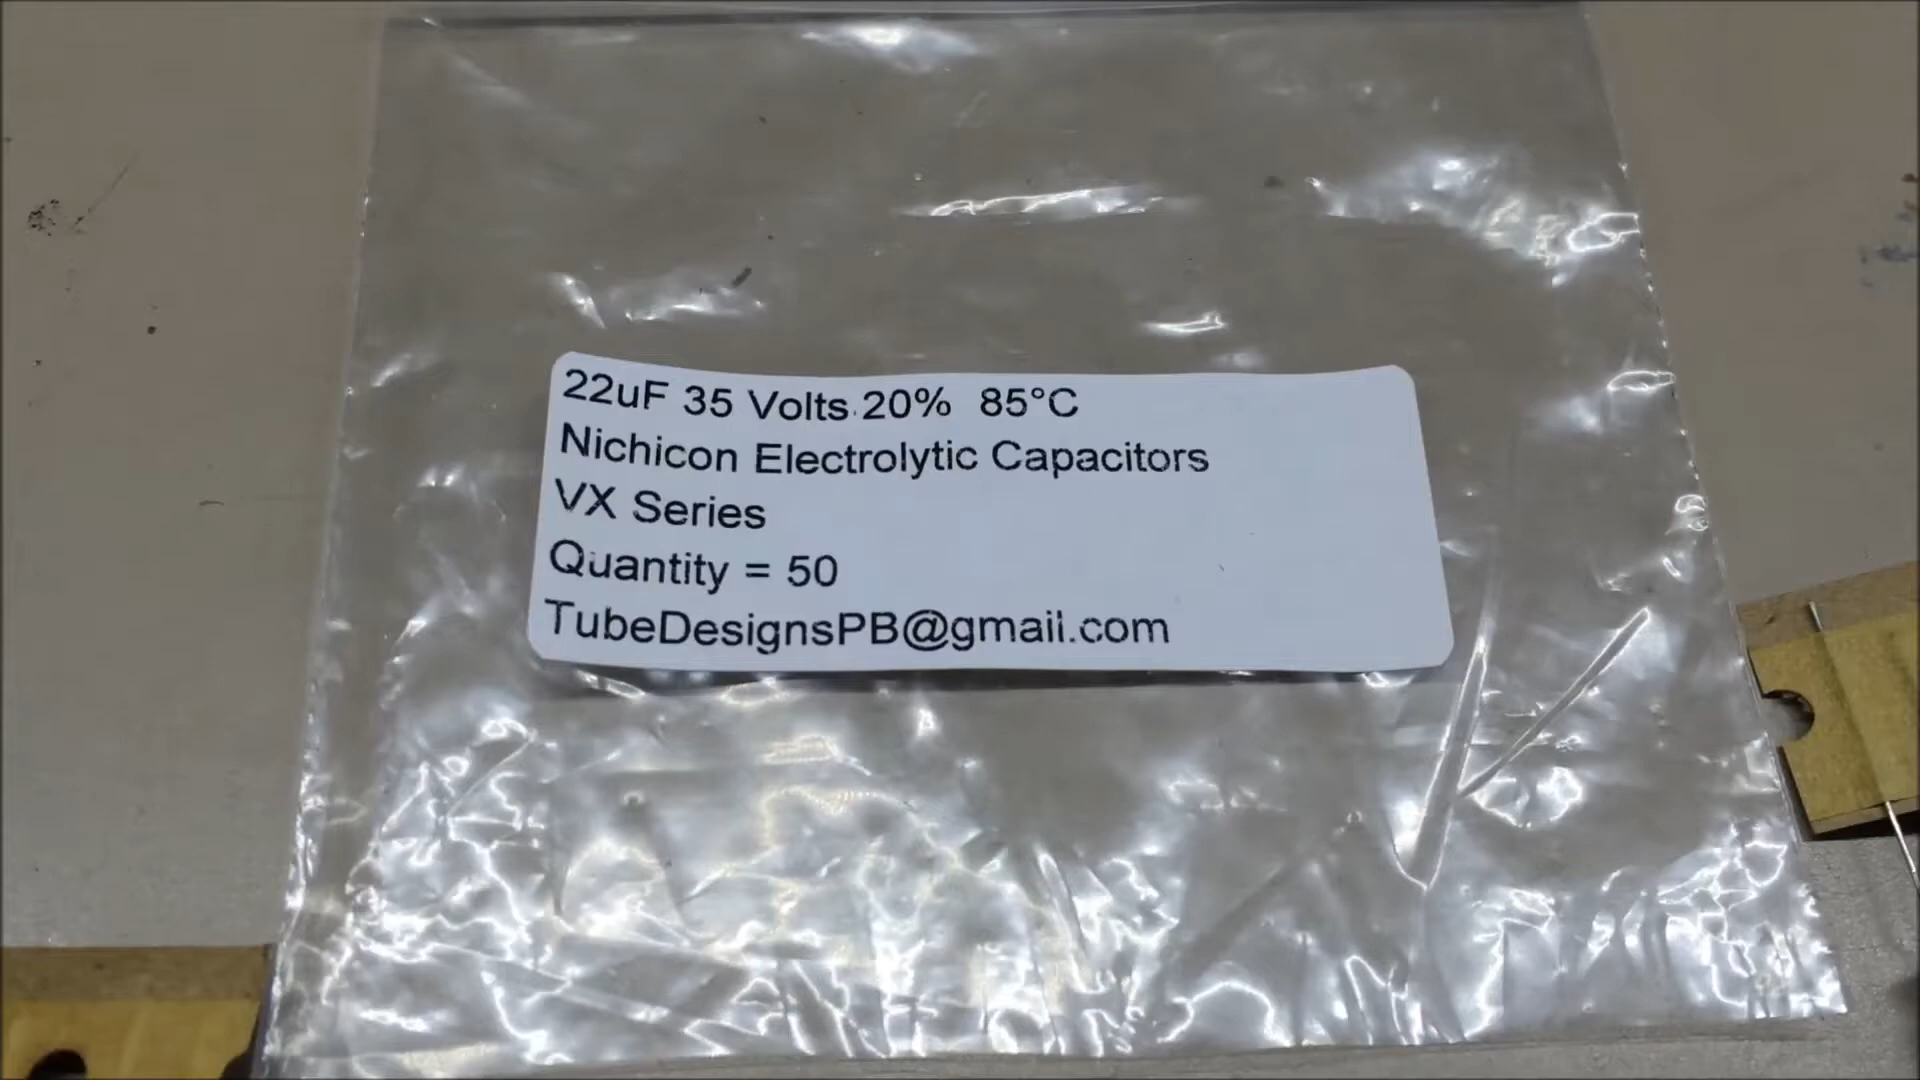 22uF 35 Volts 20% 85°C
Nichicon Electrolytic Capacitors
VX Series
Quantity = 50
TubeDesignsPB@gmail.com